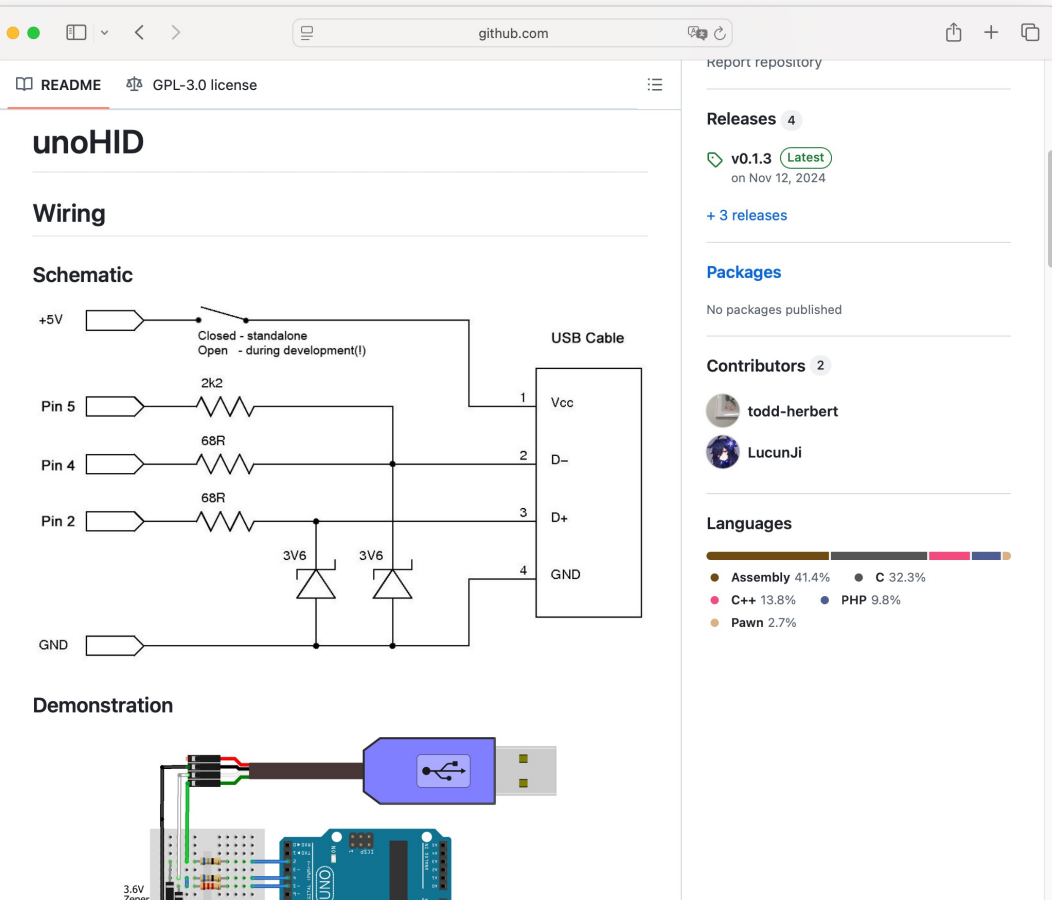 github.com
README
GPL-3.0 license
unoHID
Wiring
Schematic
+5V
Closed - standalone
Open - during development(!)
USB Cable
2k2
Pin 5
1
Vcc
68R
Pin 4
2
D–
68R
Pin 2
3
D+
3V6
3V6
4
GND
GND
Demonstration
3.6V
Zener
UNO
Report repository
Releases 4
v0.1.3 Latest
on Nov 12, 2024
+ 3 releases
Packages
No packages published
Contributors 2
todd-herbert
LucunJi
Languages
Assembly 41.4%
C 32.3%
C++ 13.8%
PHP 9.8%
Pawn 2.7%